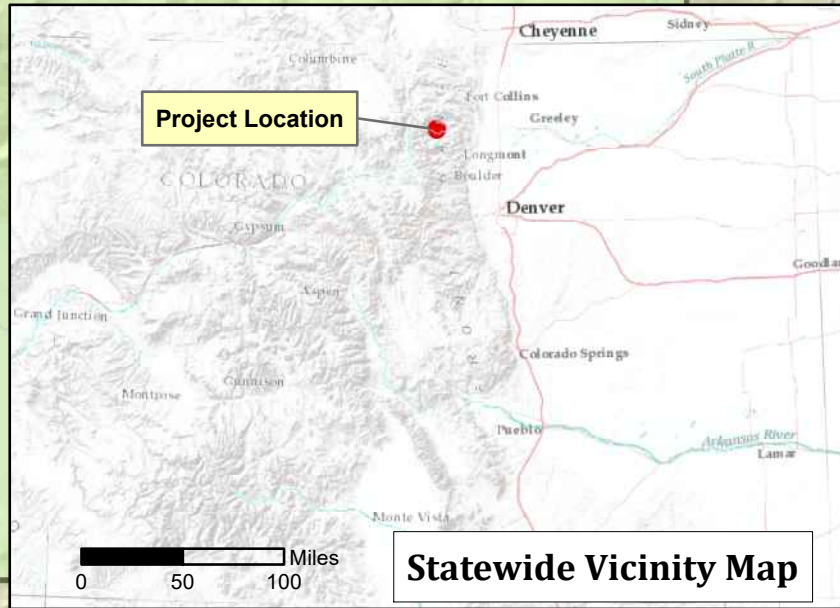 Cheyenne
Sidney
Columbine
South Platte R.
Fort Collins
Project Location
Greeley
Longmont
COLORADO
Boulder
Denver
Gypsum
Aspen
Grand Junction
Colorado Springs
Gunnison
Montrose
Pueblo
Arkansas River
Lamar
Monte Vista
Miles
0 50 100
Statewide Vicinity Map